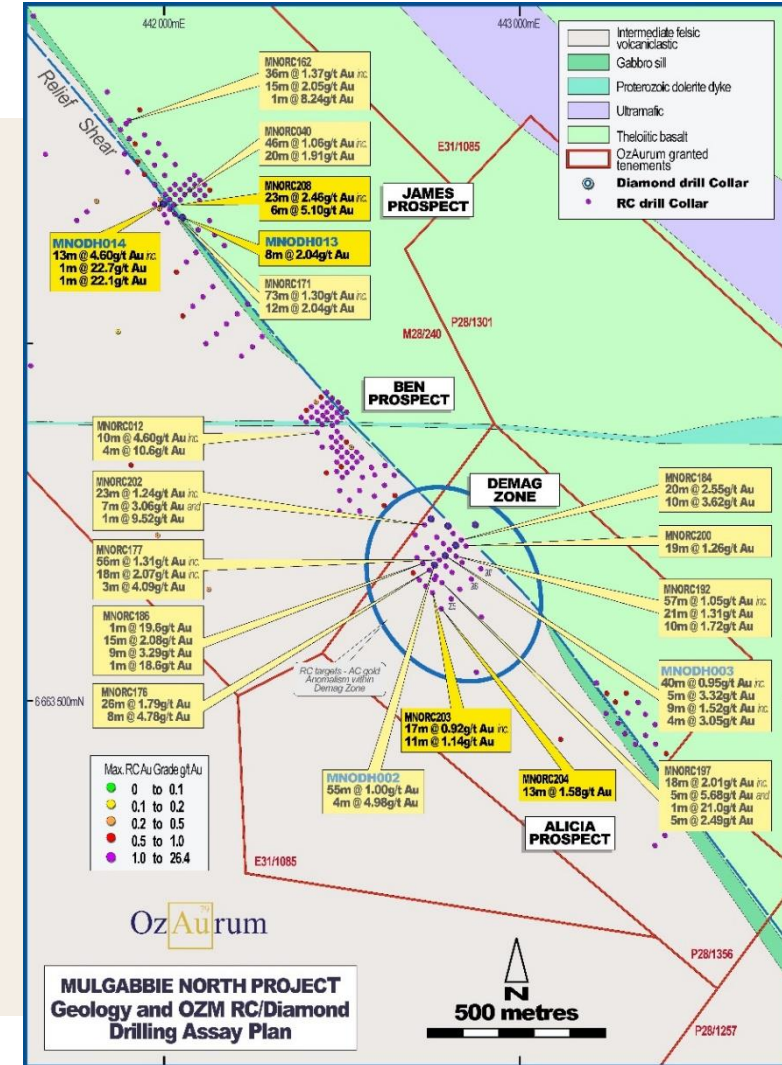 442 000mE
443 000mE
Intermediate felsic
volcaniclastic
Gabbro sill
Proterozoic dolerite dyke
Ultramafic
Theloitic basalt
OzAurum granted
tenements
Diamond drill Collar
RC drill Collar
Relief Shear
MNORC162
36m @ 1.37g/t Au inc.
15m @ 2.05g/t Au
1m @ 8.24g/t Au
MNORC040
46m @ 1.06g/t Au inc.
20m @ 1.91g/t Au
MNORC208
23m @ 2.46g/t Au inc.
6m @ 5.10g/t Au
MNODH013
8m @ 2.04g/t Au
MNODH014
13m @ 4.60g/t Au inc.
1m @ 22.7g/t Au
1m @ 22.1g/t Au
MNORC171
73m @ 1.30g/t Au inc.
12m @ 2.04g/t Au
JAMES
PROSPECT
E31/1085
P28/1301
M28/240
BEN
PROSPECT
MNORC012
10m @ 4.60g/t Au inc.
4m @ 10.6g/t Au
MNORC202
23m @ 1.24g/t Au inc.
7m @ 3.06g/t Au and
1m @ 9.52g/t Au
MNORC177
56m @ 1.31g/t Au inc.
18m @ 2.07g/t Au inc.
3m @ 4.09g/t Au
MNORC186
1m @ 19.6g/t Au
15m @ 2.08g/t Au
9m @ 3.29g/t Au
1m @ 18.6g/t Au
MNORC176
26m @ 1.79g/t Au
8m @ 4.78g/t Au
DEMAG
ZONE
MNORC184
20m @ 2.55g/t Au
10m @ 3.62g/t Au
MNORC200
19m @ 1.26g/t Au
MNORC192
57m @ 1.05g/t Au inc.
21m @ 1.31g/t Au
10m @ 1.72g/t Au
MNODH003
40m @ 0.95g/t Au inc.
5m @ 3.32g/t Au
9m @ 1.52g/t Au inc.
4m @ 3.05g/t Au
MNORC197
18m @ 2.01g/t Au inc.
5m @ 5.68g/t Au and
1m @ 21.0g/t Au
5m @ 2.49g/t Au
RC targets - AC gold
Anomalism within
Demag Zone
6 663 500mN
MNORC203
17m @ 0.92g/t Au inc
11m @ 1.14g/t Au
MNODH002
55m @ 1.00g/t Au
4m @ 4.98g/t Au
MNORC204
13m @ 1.58g/t Au
ALICIA
PROSPECT
Max. RC Au Grade g/t Au
0 to 0.1
0.1 to 0.2
0.2 to 0.5
0.5 to 1.0
1.0 to 26.4
E31/1085
79
OzAurum
P28/1356
P28/1257
MULGABBIE NORTH PROJECT
Geology and OZM RC/Diamond
Drilling Assay Plan
N
500 metres